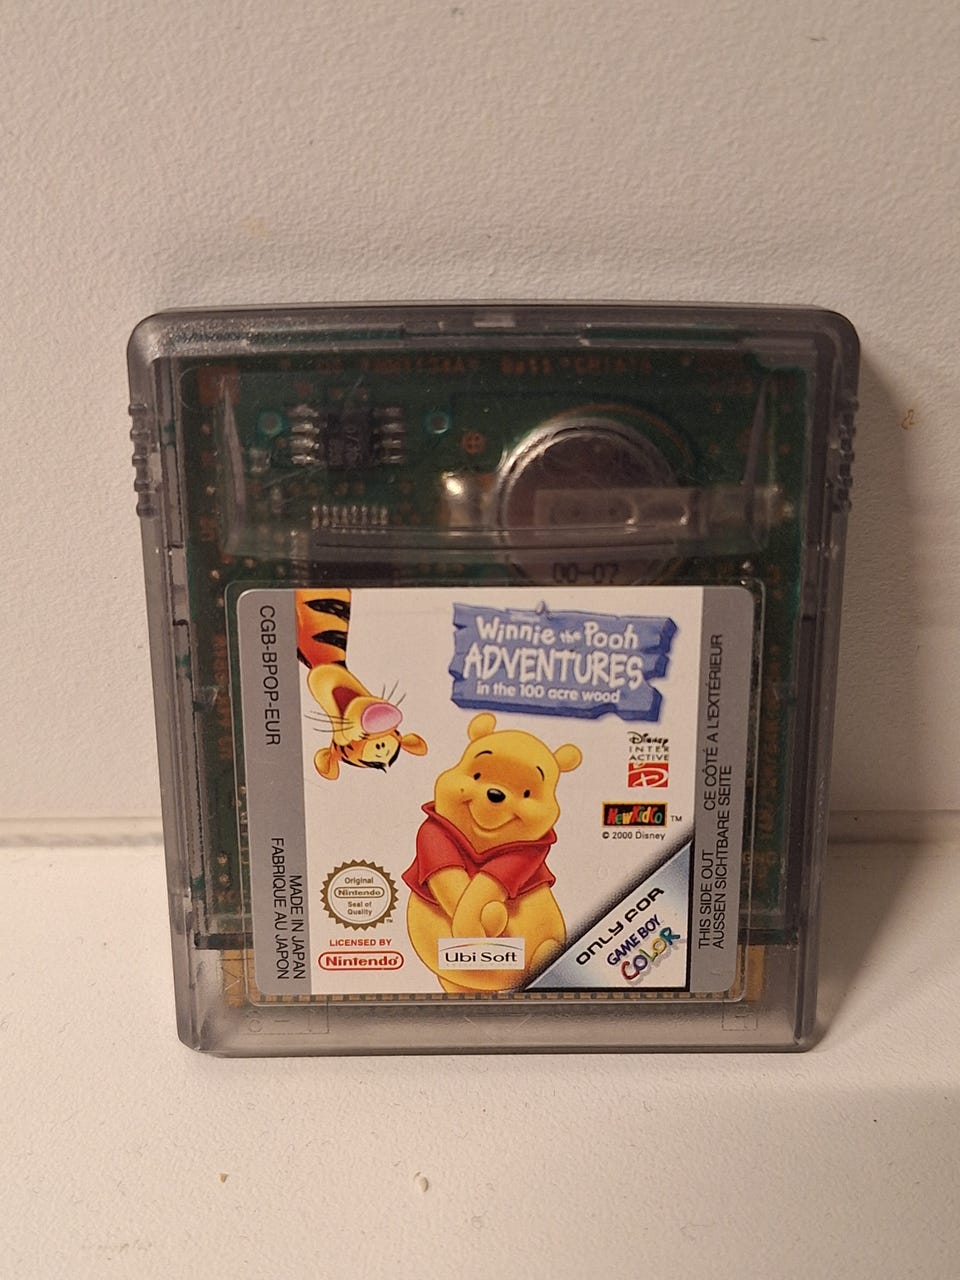 00-07
CGB-BPOP-EUR
Winnie the Pooh
ADVENTURES
in the 100 acre wood
Disney
INTER
ACTIVE
D
NewKidCo ™
© 2000 Disney
Original
Nintendo
Seal of
Quality
™
LICENSED BY
Nintendo®
Ubi Soft
ONLY FOR
GAME BOY
COLOR
MADE IN JAPAN
FABRIQUE AU JAPON
THIS SIDE OUT CE CÔTÉ À L'EXTÉRIEUR
AUSSEN SICHTBARE SEITE